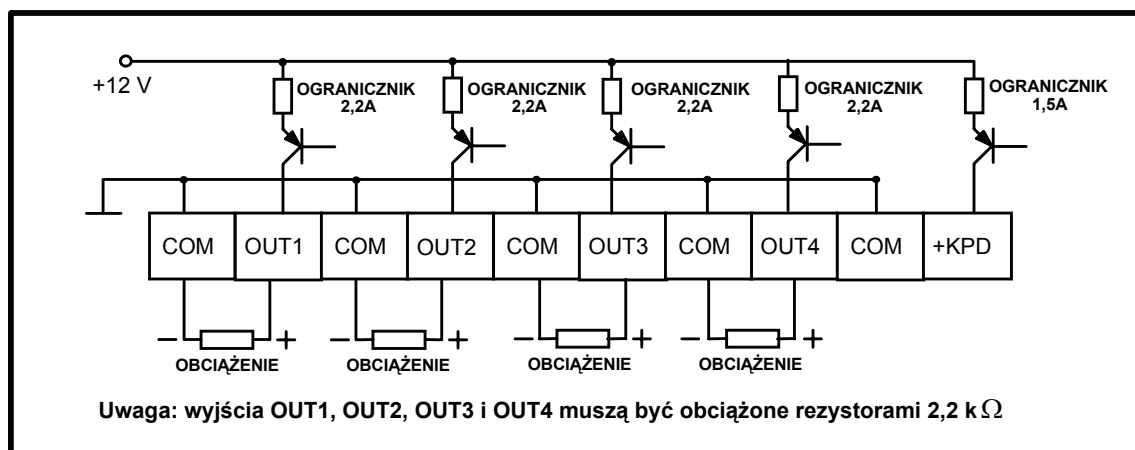 +12 V
OGRANICZNIK
2,2A
OGRANICZNIK
2,2A
OGRANICZNIK
2,2A
OGRANICZNIK
2,2A
OGRANICZNIK
1,5A
COM OUT1 COM OUT2 COM OUT3 COM OUT4 COM +KPD
− + − + − + − +
OBCIĄŻENIE OBCIĄŻENIE OBCIĄŻENIE OBCIĄŻENIE
Uwaga: wyjścia OUT1, OUT2, OUT3 i OUT4 muszą być obciążone rezystorami 2,2 k Ω